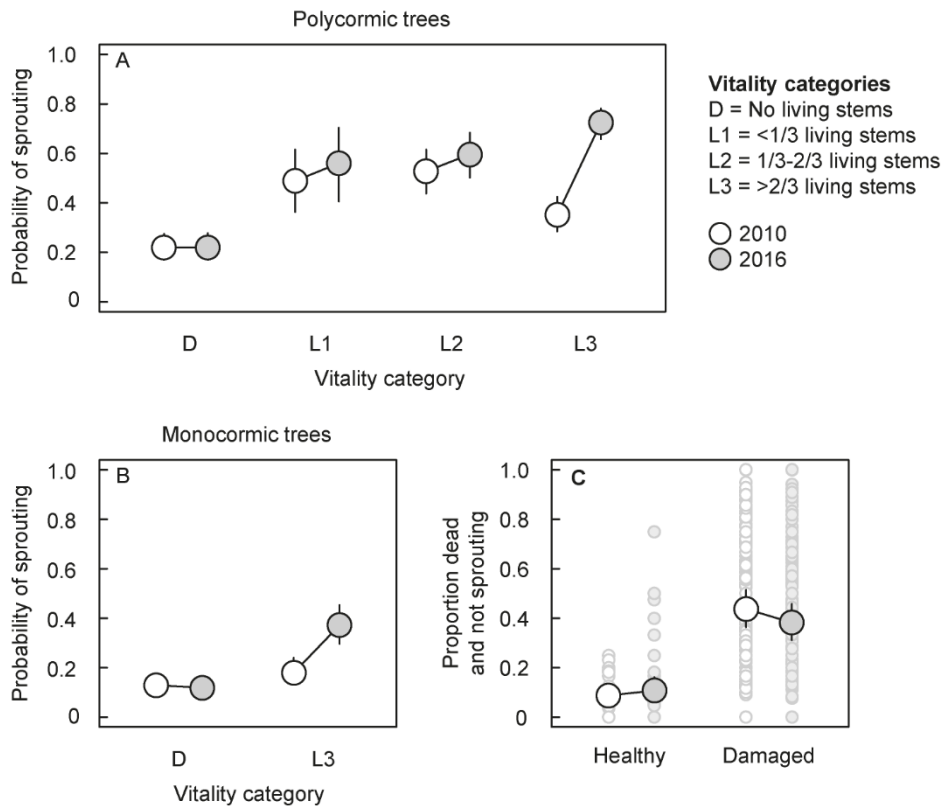 Polycormic trees
A
Probability of sprouting
1.0
0.8
0.6
0.4
0.2
0
D L1 L2 L3
Vitality category
Vitality categories
D = No living stems
L1 = <1/3 living stems
L2 = 1/3-2/3 living stems
L3 = >2/3 living stems
2010
2016
Monocormic trees
B
Probability of sprouting
1.0
0.8
0.6
0.4
0.2
0
D L3
Vitality category
C
Proportion dead
and not sprouting
1.0
0.8
0.6
0.4
0.2
0
Healthy Damaged